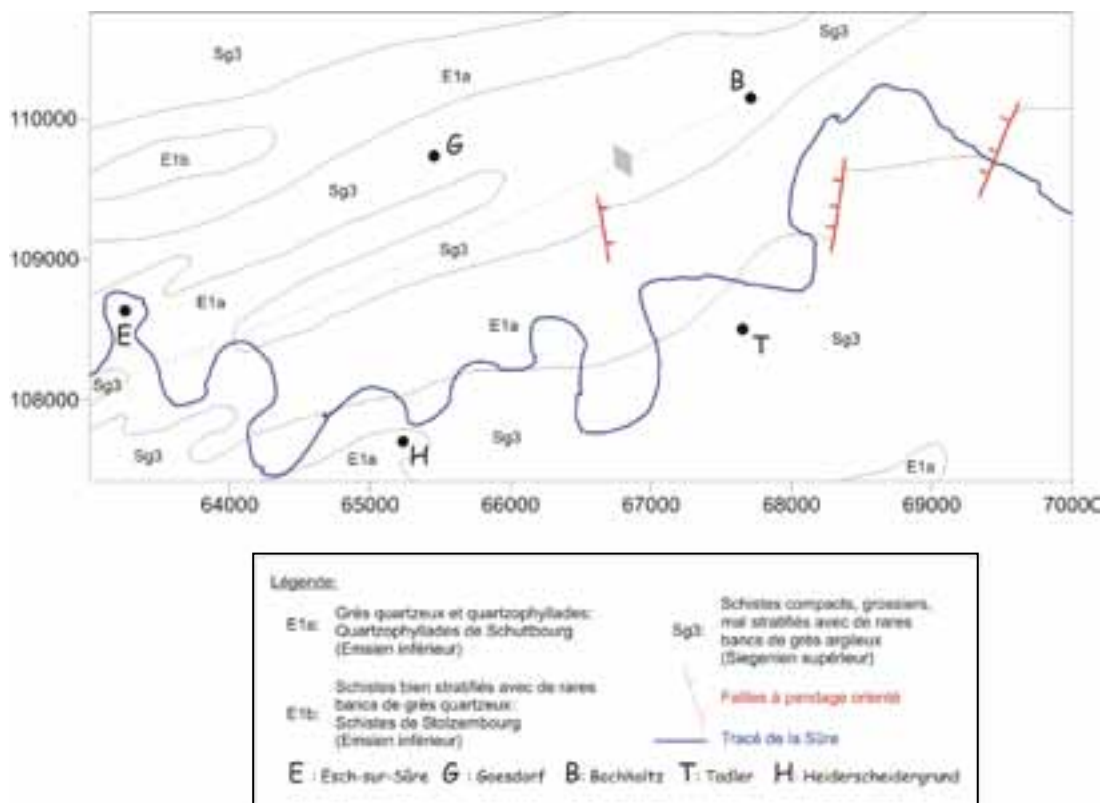 Sg3
Sg3
E1a
B
110000
G
E1b
Sg3
109000
Sg3
E1a
E1a
E
T
Sg3
Sg3
108000
Sg3
Sg3
E1a
H
E1a
64000 65000 66000 67000 68000 69000 70000
Légende:
E1a: Grès quartzeux et quartzophyllades:
Quartzophyllades de Schuttbourg
(Emsien inférieur)
E1b: Schistes bien stratifiés avec de rares
bancs de grès quartzeux:
Schistes de Stolzembourg
(Emsien inférieur)
Sg3: Schistes compacts, grossiers,
mal stratifiés avec de rares
bancs de grès argileux
(Siegenien supérieur)
Failles à pendage orienté
Tracé de la Sûre
E : Esch-sur-Sûre G : Goesdorf B: Bochholtz T: Tadler H: Heiderscheidergrund